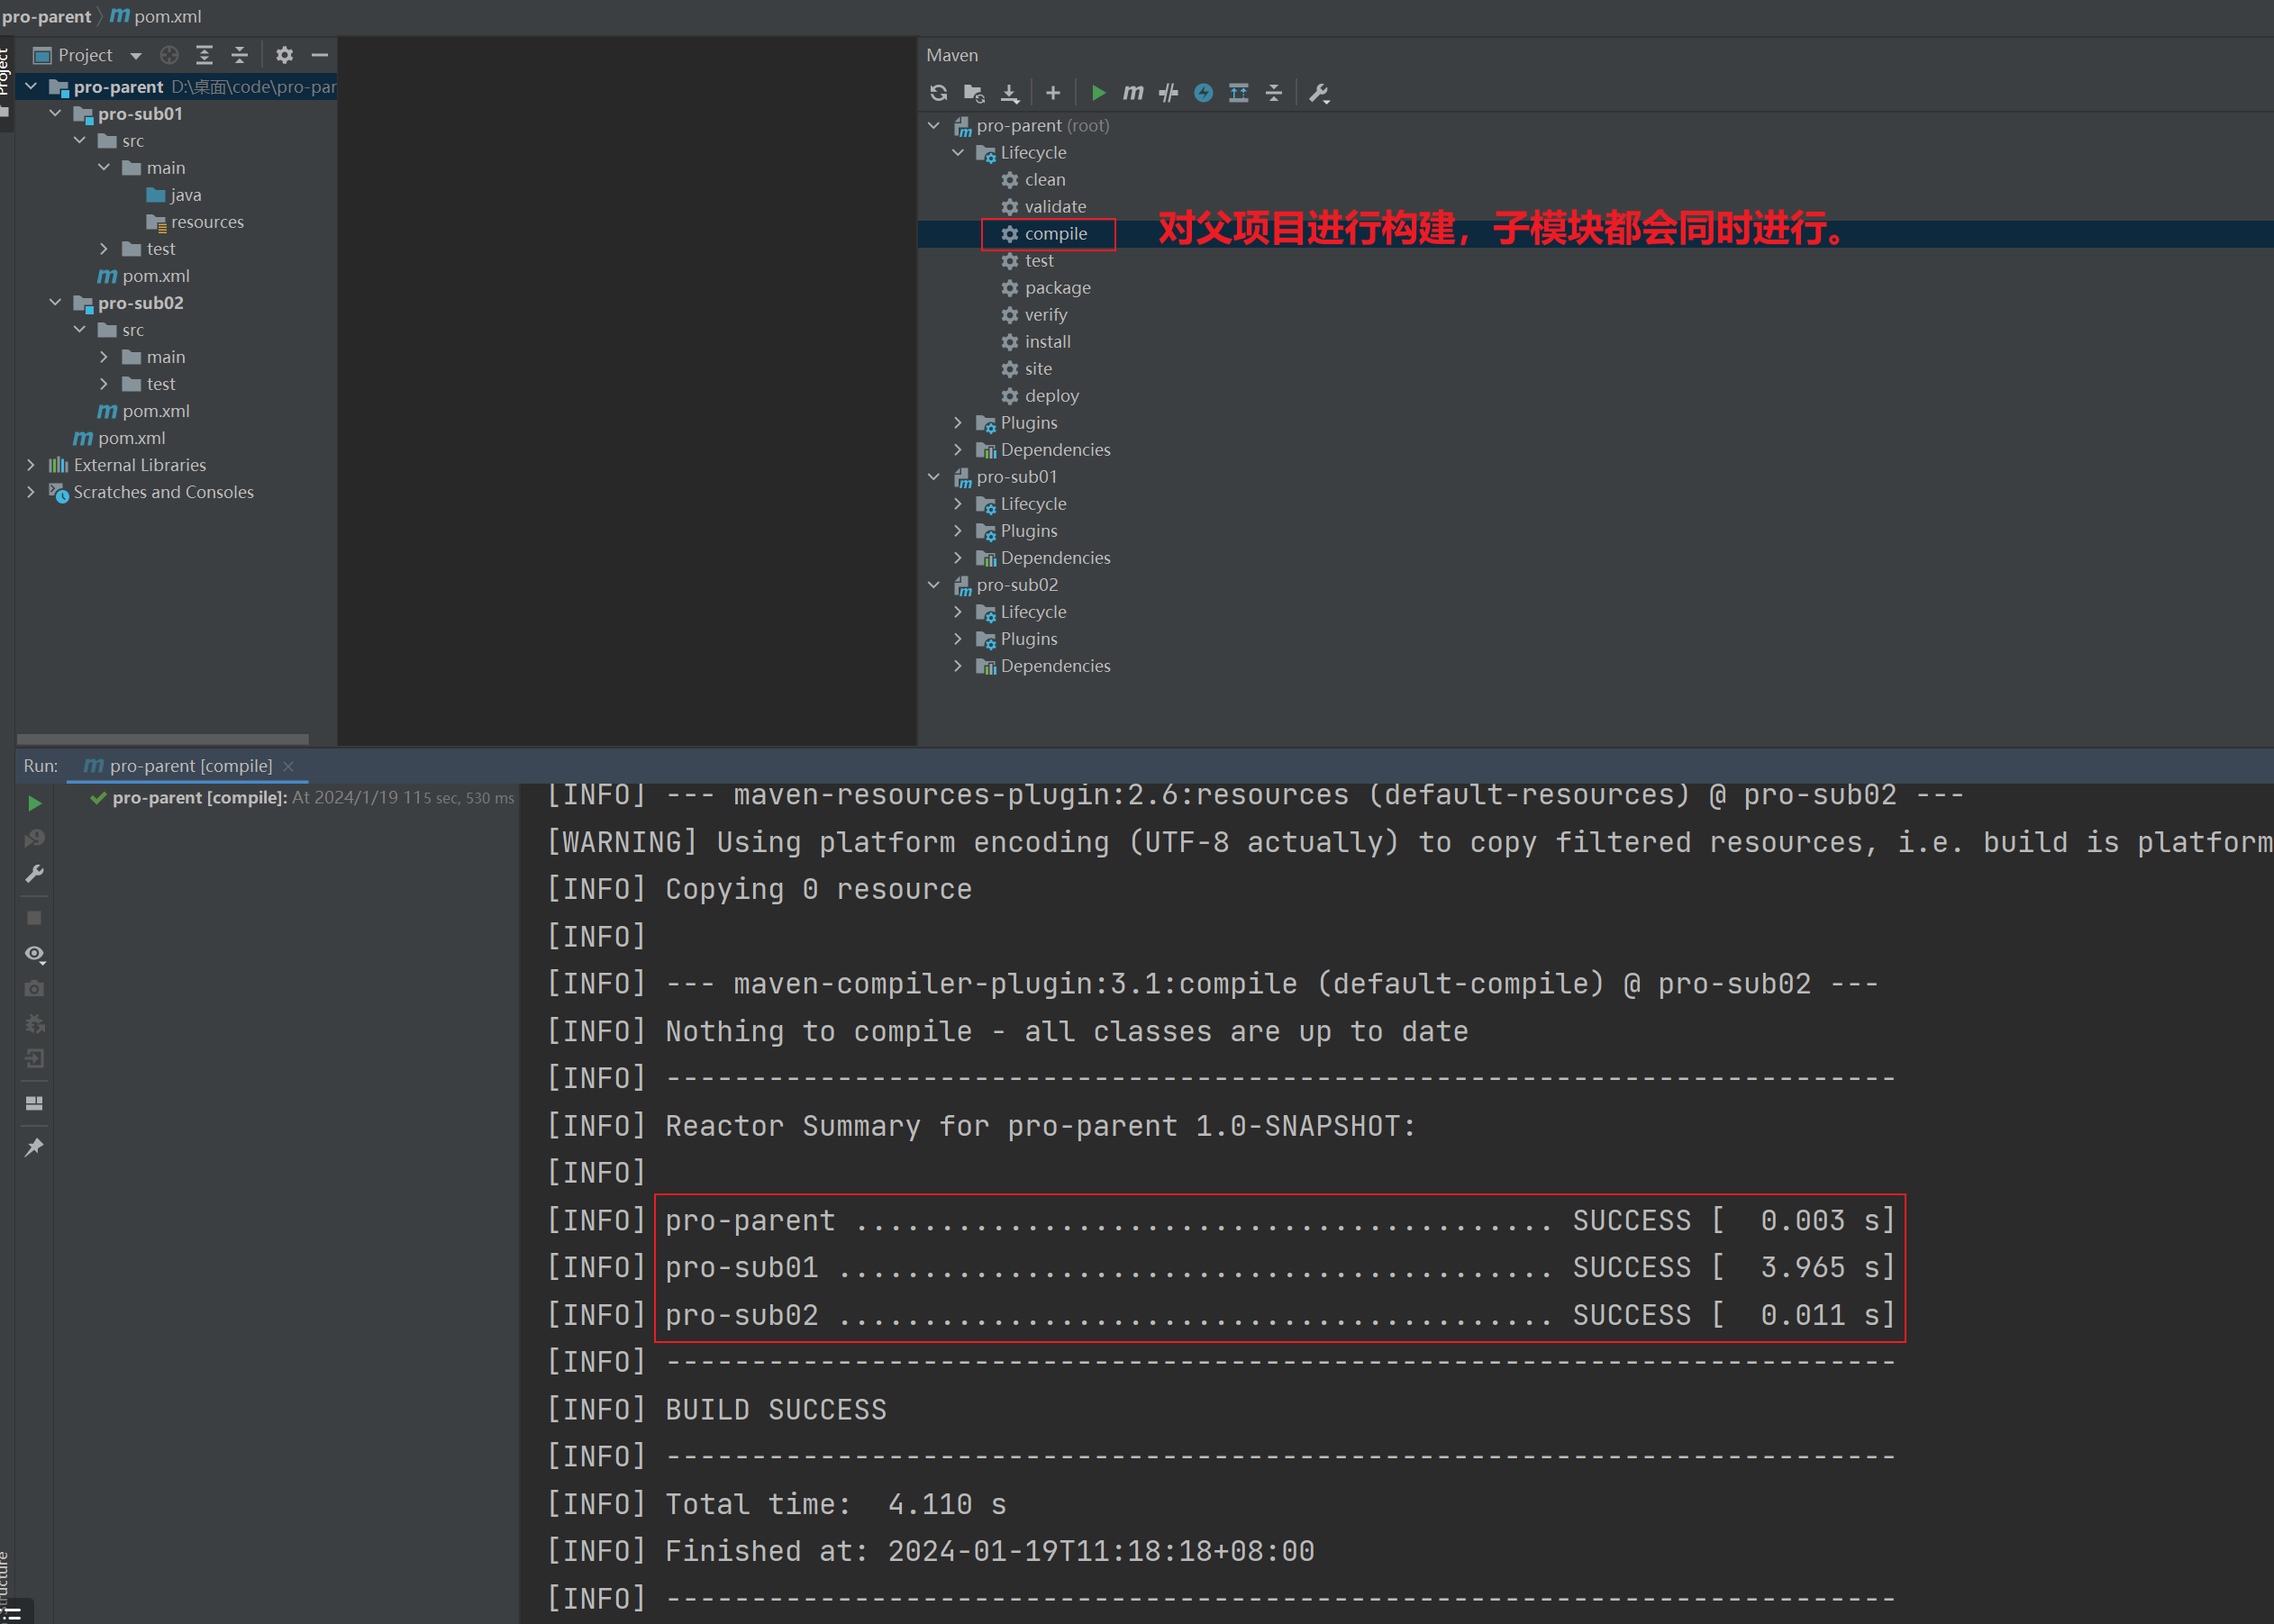 pro-parent pom.xml
Project
Project
pro-parent D:\桌面\code\pro-par
pro-sub01
src
main
java
resources
test
pom.xml
pro-sub02
src
main
test
pom.xml
pom.xml
External Libraries
Scratches and Consoles
Maven
pro-parent (root)
Lifecycle
clean
validate
compile
对父项目进行构建，子模块都会同时进行。
test
package
verify
install
site
deploy
Plugins
Dependencies
pro-sub01
Lifecycle
Plugins
Dependencies
pro-sub02
Lifecycle
Plugins
Dependencies
Run: pro-parent [compile]
pro-parent [compile]: At 2024/1/19 11 5 sec, 530 ms
[INFO] --- maven-resources-plugin:2.6:resources (default-resources) @ pro-sub02 ---
[WARNING] Using platform encoding (UTF-8 actually) to copy filtered resources, i.e. build is platform
[INFO] Copying 0 resource
[INFO]
[INFO] --- maven-compiler-plugin:3.1:compile (default-compile) @ pro-sub02 ---
[INFO] Nothing to compile - all classes are up to date
[INFO] ------------------------------------------------------------------------
[INFO] Reactor Summary for pro-parent 1.0-SNAPSHOT:
[INFO]
[INFO] pro-parent ......................................... SUCCESS [  0.003 s]
[INFO] pro-sub01 .......................................... SUCCESS [  3.965 s]
[INFO] pro-sub02 .......................................... SUCCESS [  0.011 s]
[INFO] ------------------------------------------------------------------------
[INFO] BUILD SUCCESS
[INFO] ------------------------------------------------------------------------
[INFO] Total time:  4.110 s
[INFO] Finished at: 2024-01-19T11:18:18+08:00
[INFO] ------------------------------------------------------------------------